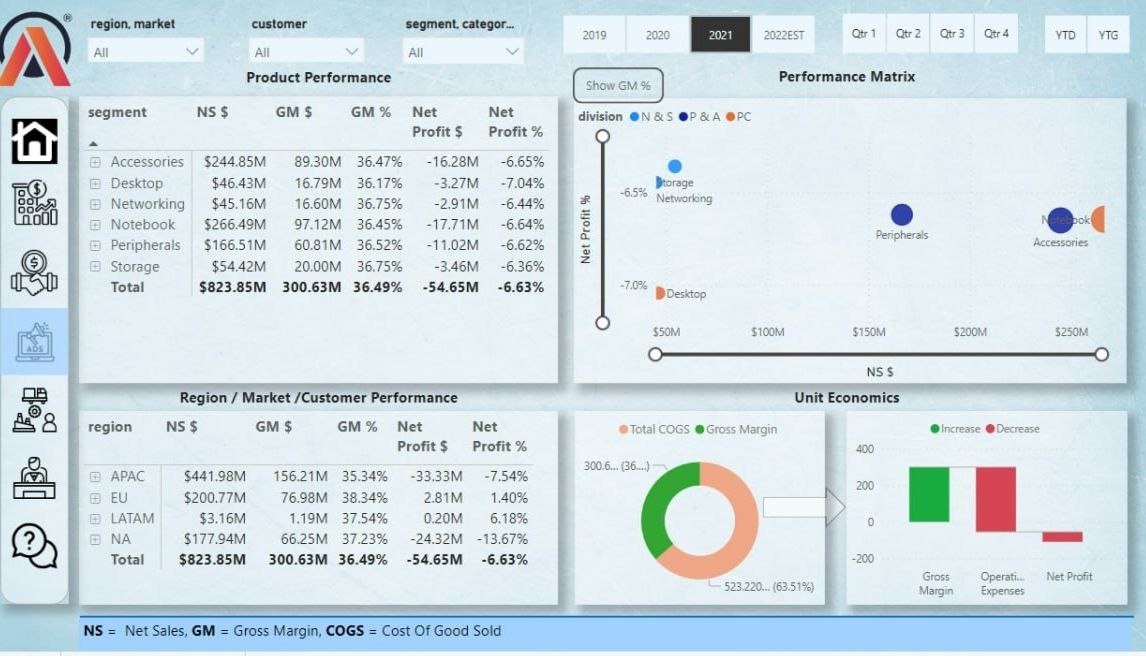 ®
region, market
customer
segment, categor...
All
All
All
2019 2020 2021 2022EST
Qtr 1 Qtr 2 Qtr 3 Qtr 4
YTD YTG
Product Performance
segment NS $ GM $ GM % Net Profit $ Net Profit %
Accessories $244.85M 89.30M 36.47% -16.28M -6.65%
Desktop $46.43M 16.79M 36.17% -3.27M -7.04%
Networking $45.16M 16.60M 36.75% -2.91M -6.44%
Notebook $266.49M 97.12M 36.45% -17.71M -6.64%
Peripherals $166.51M 60.81M 36.52% -11.02M -6.62%
Storage $54.42M 20.00M 36.75% -3.46M -6.36%
Total $823.85M 300.63M 36.49% -54.65M -6.63%
Show GM %
Performance Matrix
division N & S P & A PC
Net Profit %
-6.5%
-7.0%
Storage
Networking
Peripherals
Notebook
Accessories
Desktop
$50M $100M $150M $200M $250M
NS $
Region / Market /Customer Performance
region NS $ GM $ GM % Net Profit $ Net Profit %
APAC $441.98M 156.21M 35.34% -33.33M -7.54%
EU $200.77M 76.98M 38.34% 2.81M 1.40%
LATAM $3.16M 1.19M 37.54% 0.20M 6.18%
NA $177.94M 66.25M 37.23% -24.32M -13.67%
Total $823.85M 300.63M 36.49% -54.65M -6.63%
Unit Economics
Total COGS Gross Margin
300.6... (36....)
523.220... (63.51%)
Increase Decrease
400
200
0
-200
Gross Margin
Operati... Expenses
Net Profit
ADS
NS = Net Sales, GM = Gross Margin, COGS = Cost Of Good Sold